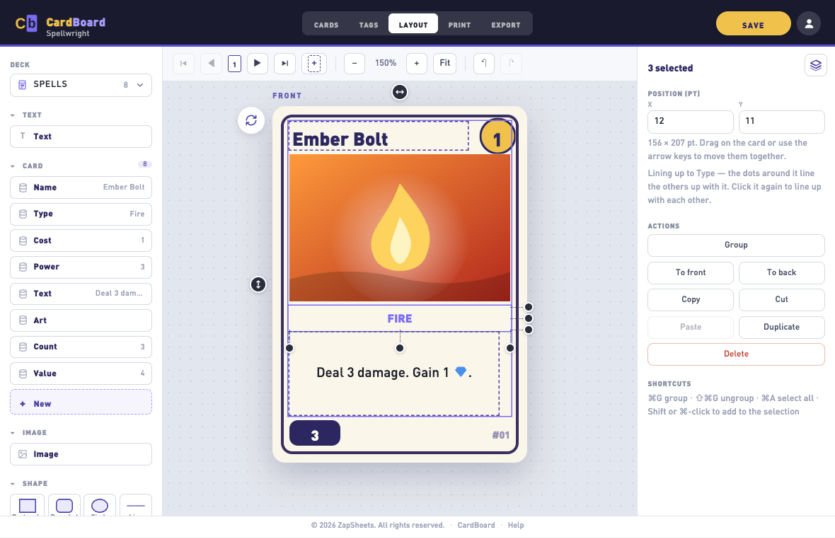 Cb CardBoard
Spellwright
CARDS TAGS LAYOUT PRINT EXPORT
SAVE
DECK
SPELLS 8
TEXT
T Text
CARD 8
Name Ember Bolt
Type Fire
Cost 1
Power 3
Text Deal 3 dam...
Art
Count 3
Value 4
+ New
IMAGE
Image
SHAPE
1
− 150% + Fit
FRONT
Ember Bolt
1
FIRE
Deal 3 damage. Gain 1 💎.
3
#01
3 selected
POSITION (PT)
X Y
12 11
156 × 207 pt. Drag on the card or use the
arrow keys to move them together.
Lining up to Type — the dots around it line
the others up with it. Click it again to line up
with each other.
ACTIONS
Group
To front To back
Copy Cut
Paste Duplicate
Delete
SHORTCUTS
⌘G group · ⇧⌘G ungroup · ⌘A select all ·
Shift or ⌘-click to add to the selection
© 2026 ZapSheets. All rights reserved. · CardBoard · Help